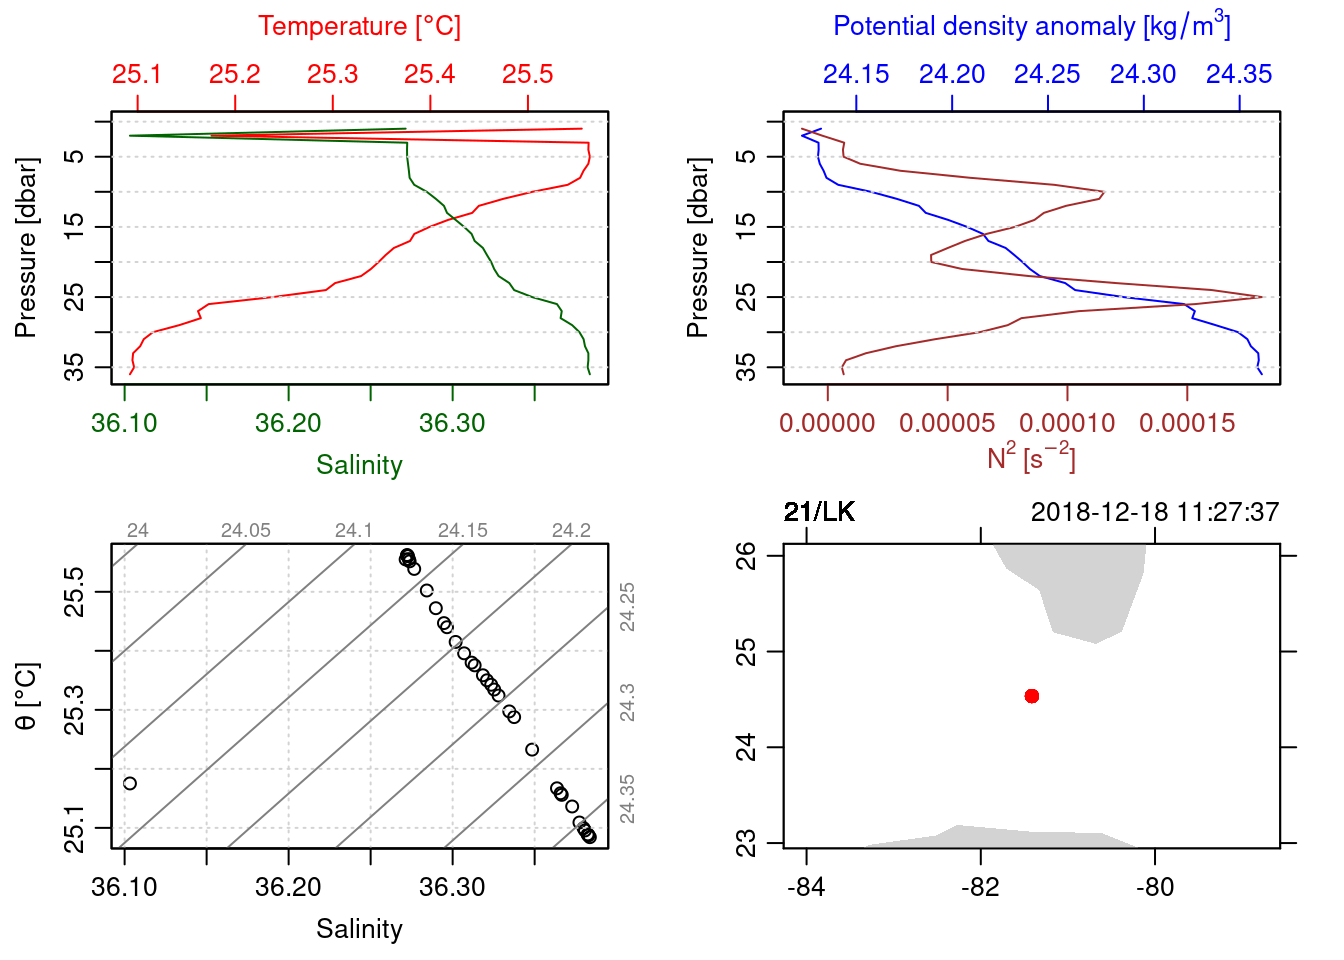 Temperature [°C]
25.1 25.2 25.3 25.4 25.5
Pressure [dbar]
5
15
25
35
36.10 36.20 36.30
Salinity
Potential density anomaly [kg/m³]
24.15 24.20 24.25 24.30 24.35
Pressure [dbar]
5
15
25
35
0.00000 0.00005 0.00010 0.00015
N² [s⁻²]
24 24.05 24.1 24.15 24.2
24.25
24.3
24.35
θ [°C]
25.5
25.3
25.1
36.10 36.20 36.30
Salinity
21/LK 2018-12-18 11:27:37
26
25
24
23
-84 -82 -80